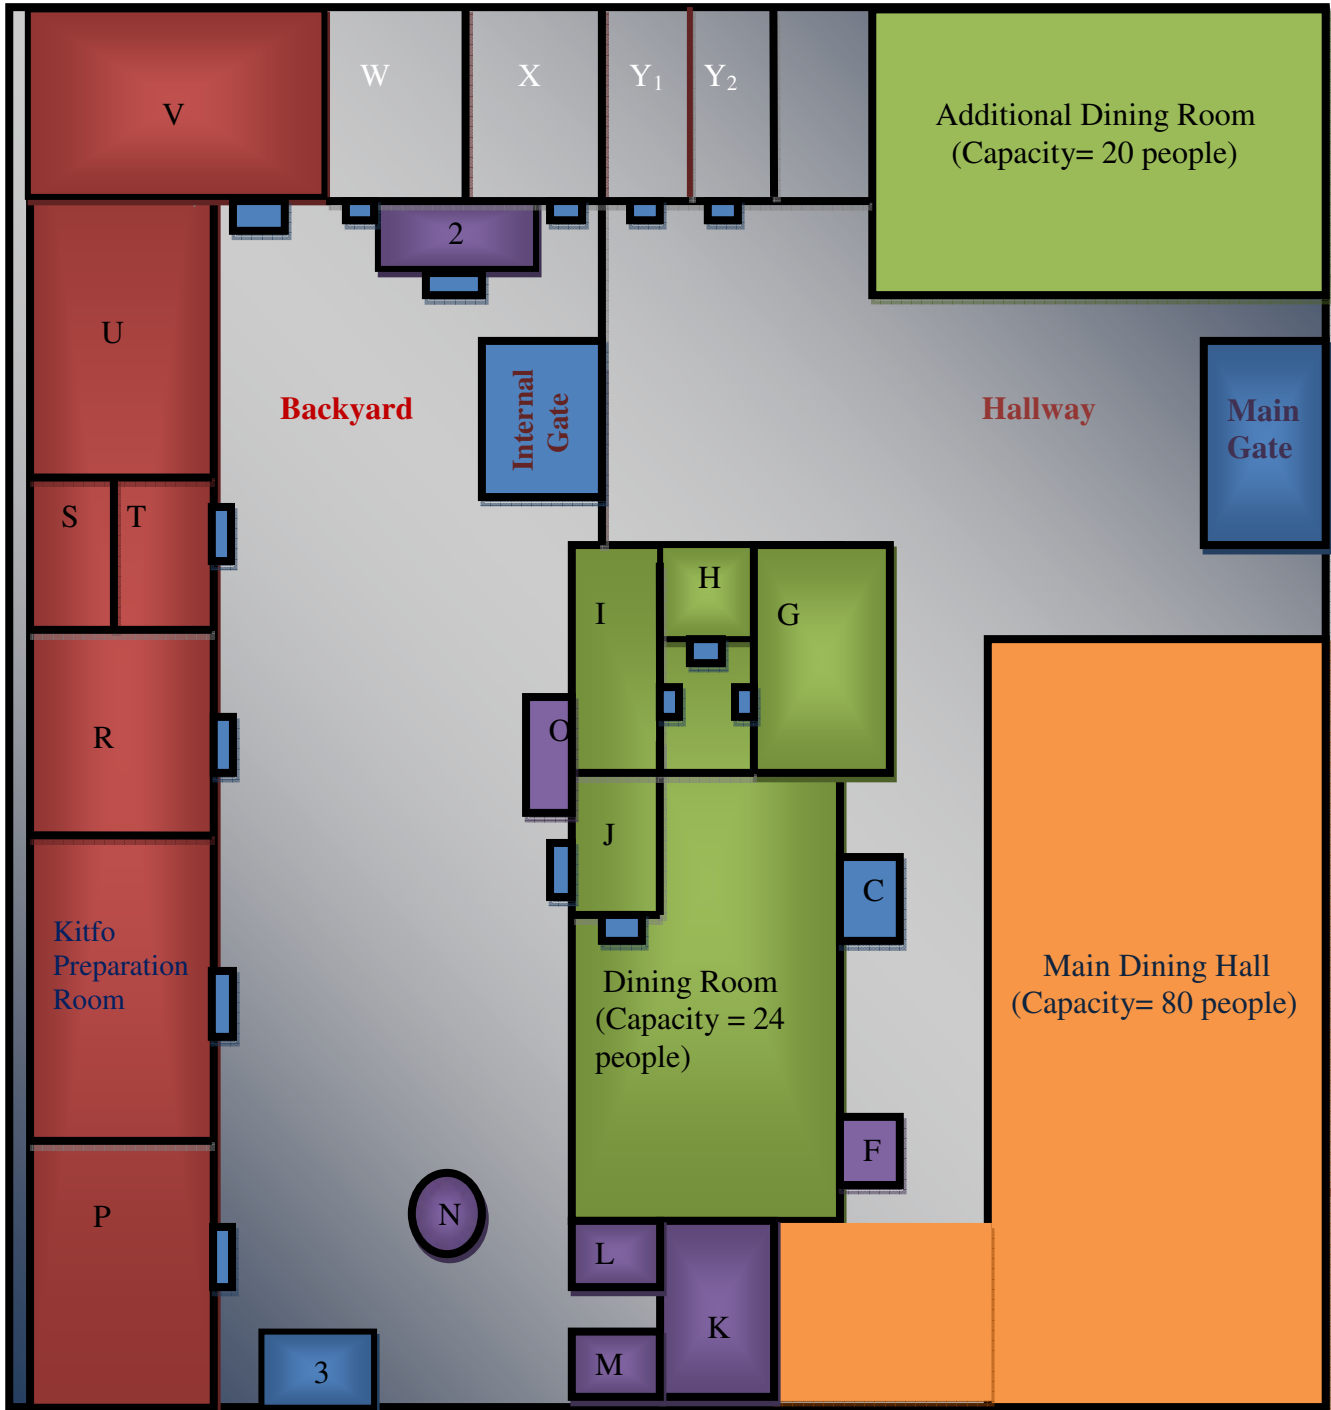 W
X
Y₁
Y₂
V
Additional Dining Room
(Capacity= 20 people)
2
U
Backyard
Internal
Gate
Hallway
Main
Gate
S
T
H
I
G
O
R
J
C
Kitfo
Preparation
Room
Dining Room
(Capacity = 24
people)
Main Dining Hall
(Capacity= 80 people)
F
P
N
L
K
M
3